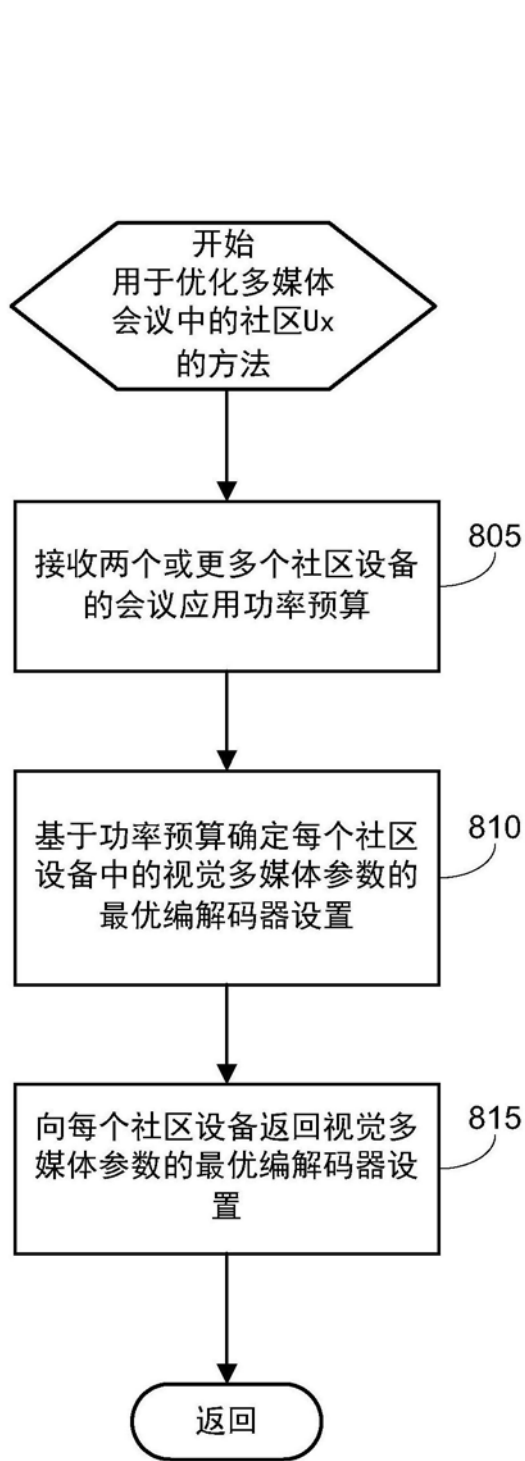 开始
用于优化多媒体
会议中的社区Ux
的方法
接收两个或更多个社区设备
的会议应用功率预算
805
基于功率预算确定每个社区
设备中的视觉多媒体参数的
最优编解码器设置
810
向每个社区设备返回视觉多
媒体参数的最优编解码器设
置
815
返回